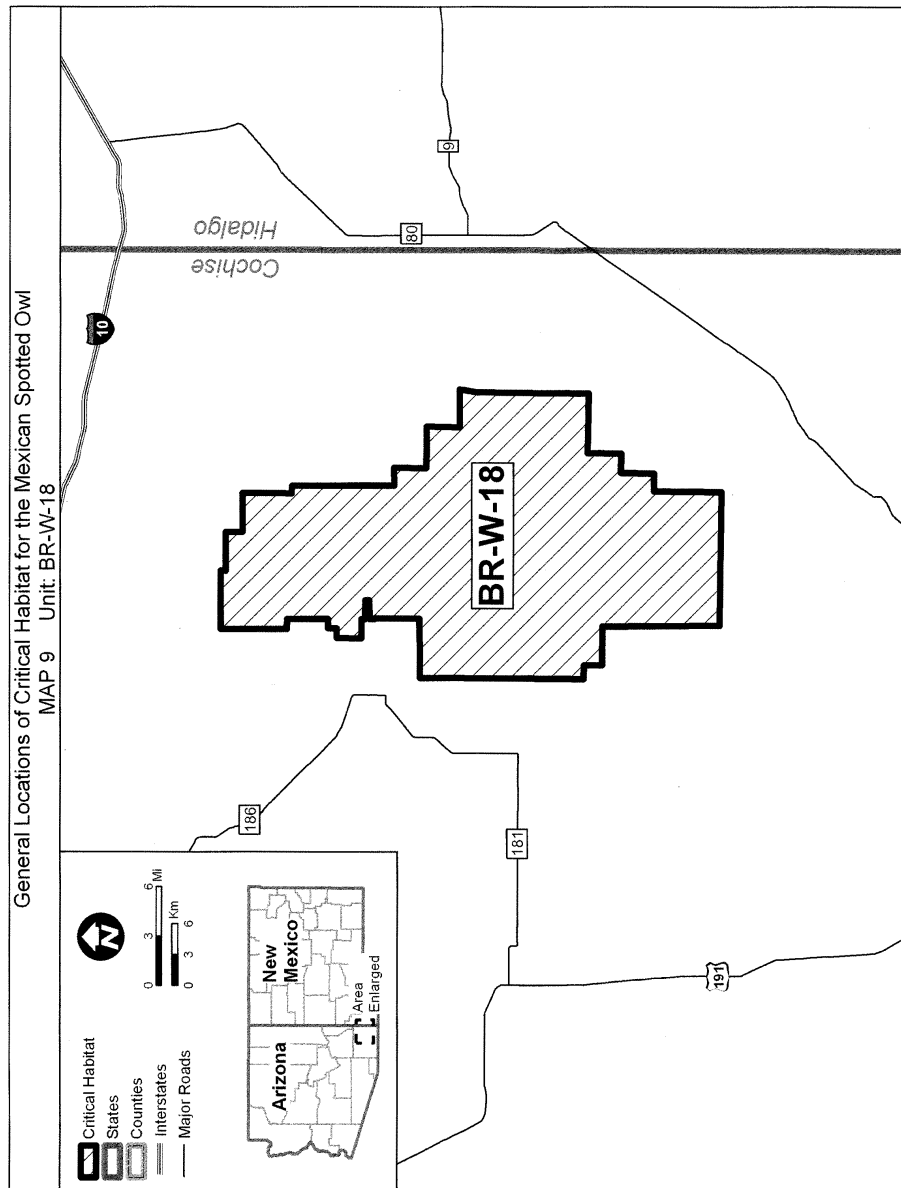 General Locations of Critical Habitat for the Mexican Spotted Owl
MAP 9 Unit: BR-W-18
Critical Habitat
States
Counties
Interstates
Major Roads
N
0 3 6 Mi
0 3 6 Km
Arizona
New
Mexico
Area
Enlarged
186
181
191
10
Cochise
Hidalgo
80
9
BR-W-18